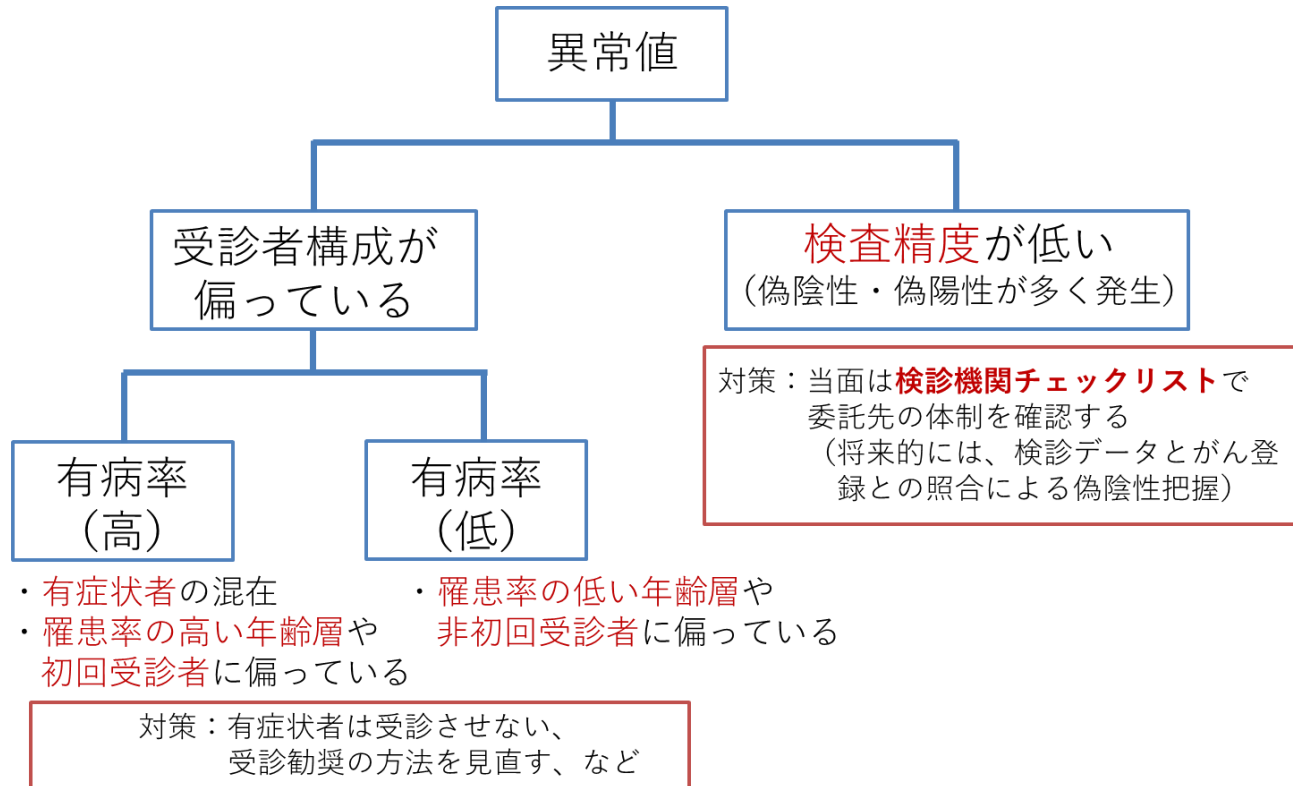 異常値
受診者構成が
偏っている
検査精度が低い
（偽陰性・偽陽性が多く発生）
対策：当面は検診機関チェックリストで
委託先の体制を確認する
（将来的には、検診データとがん登
録との照合による偽陰性把握）
有病率
（高）
有病率
（低）
・有症状者の混在
・罹患率の高い年齢層や
初回受診者に偏っている
・罹患率の低い年齢層や
非初回受診者に偏っている
対策：有症状者は受診させない、
受診勧奨の方法を見直す、など